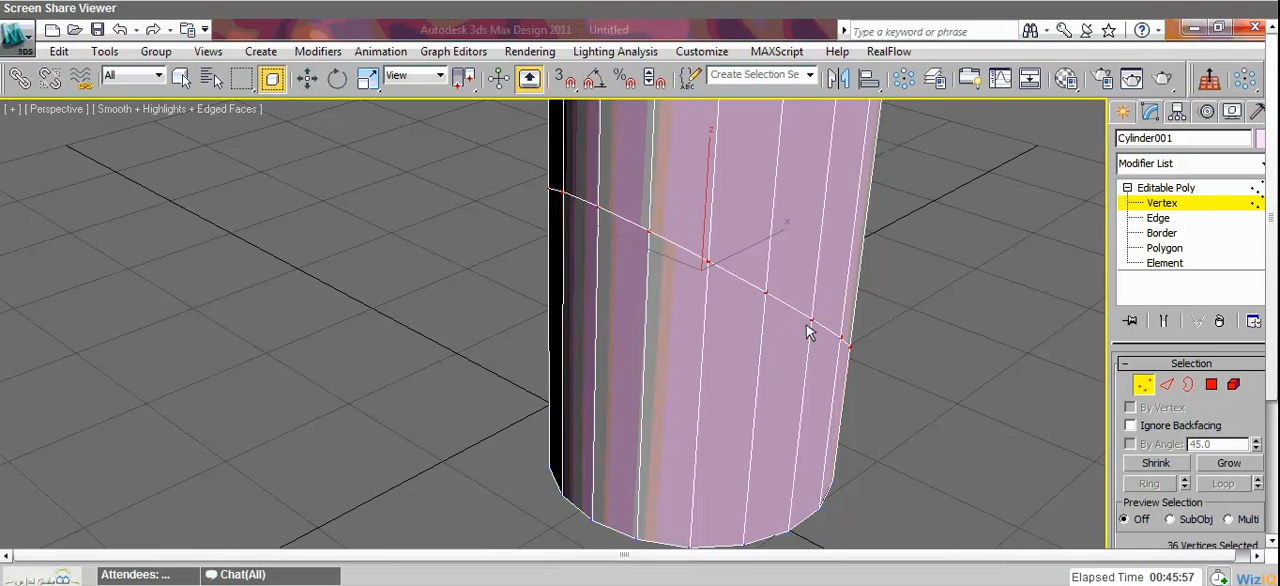 Screen Share Viewer
Autodesk 3ds Max Design 2011 Untitled
Type a keyword or phrase
3DS
Edit Tools Group Views Create Modifiers Animation Graph Editors Rendering Lighting Analysis Customize MAXScript Help RealFlow
All View 3 Create Selection Se
[ + ] [ Perspective ] [ Smooth + Highlights + Edged Faces ]
Cylinder001
Modifier List
Editable Poly
Vertex
Edge
Border
Polygon
Element
z
x
Selection
By Vertex
Ignore Backfacing
By Angle: 45.0
Shrink Grow
Ring Loop
Preview Selection
Off SubObj Multi
36 Vertices Selected
Attendees: ... Chat(All) Elapsed Time 00:45:57 WizIQ